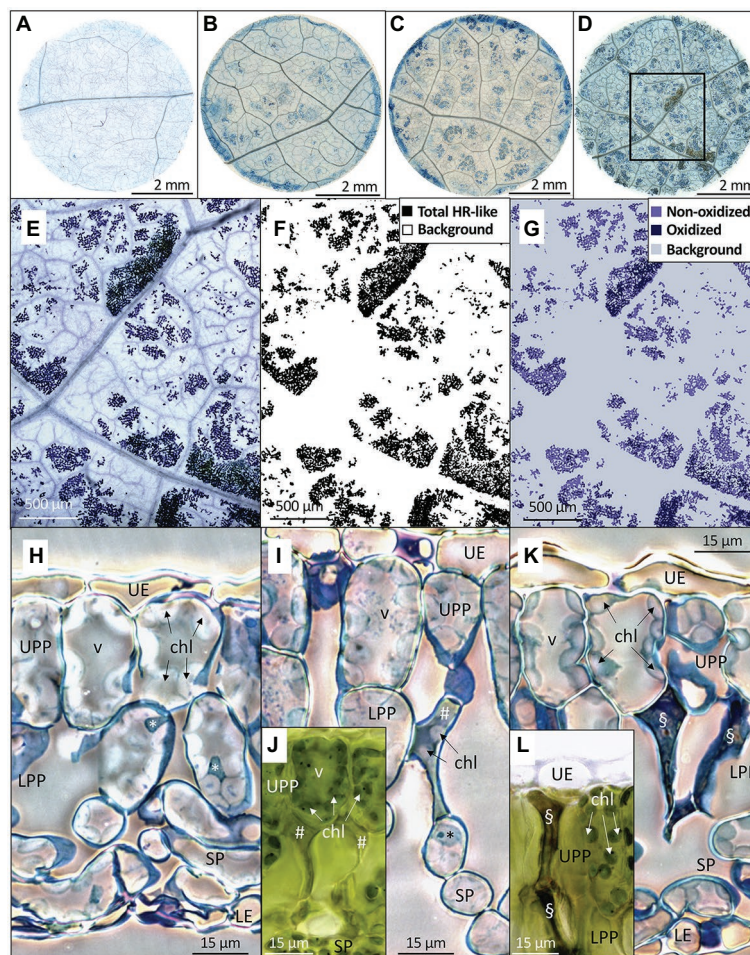 A
B
C
D
2 mm
2 mm
2 mm
2 mm
E
F
G
Total HR-like
Background
Non-oxidized
Oxidized
Background
500 µm
500 µm
500 µm
H
UE
UPP
v
chl
*
*
LPP
SP
LE
15 µm
I
UE
v
UPP
LPP
#
chl
*
SP
15 µm
J
UPP
v
chl
#
#
SP
15 µm
K
15 µm
UE
v
chl
UPP
§
§
LPP
SP
LE
L
UE
chl
§
UPP
§
LPP
15 µm